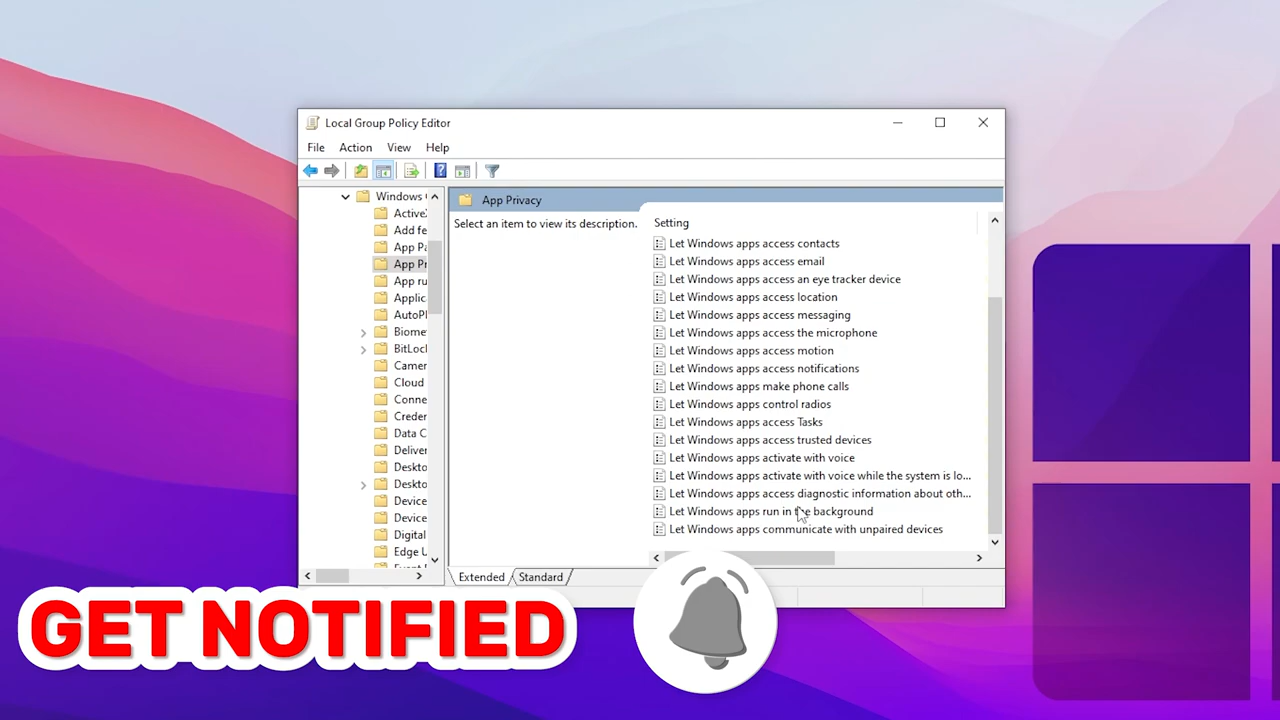 Local Group Policy Editor
File Action View Help
Windows
ActiveX
Add fe
App Pa
App Pr
App ru
Applic
AutoPl
Biome
BitLoc
Camer
Cloud
Conne
Creder
Data C
Deliver
Deskto
Deskto
Device
Device
Digital
Edge U
App Privacy
Select an item to view its description.
Setting
Let Windows apps access contacts
Let Windows apps access email
Let Windows apps access an eye tracker device
Let Windows apps access location
Let Windows apps access messaging
Let Windows apps access the microphone
Let Windows apps access motion
Let Windows apps access notifications
Let Windows apps make phone calls
Let Windows apps control radios
Let Windows apps access Tasks
Let Windows apps access trusted devices
Let Windows apps activate with voice
Let Windows apps activate with voice while the system is lo...
Let Windows apps access diagnostic information about oth...
Let Windows apps run in the background
Let Windows apps communicate with unpaired devices
Extended Standard
GET NOTIFIED